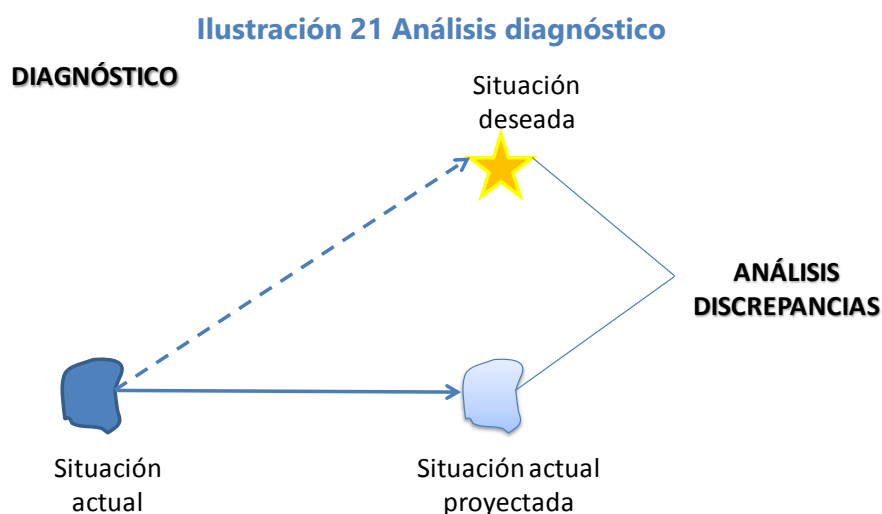 Ilustración 21 Análisis diagnóstico
DIAGNÓSTICO
Situación
deseada
ANÁLISIS
DISCREPANCIAS
Situación
actual
Situación actual
proyectada